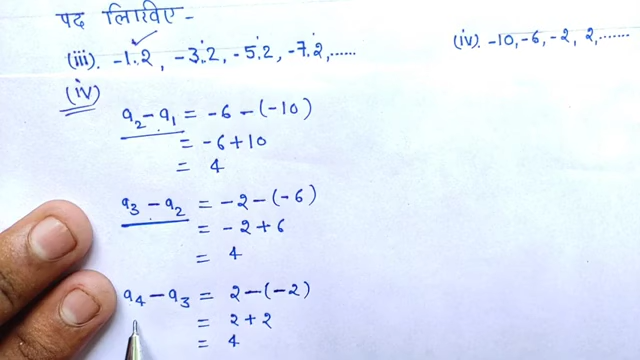 पद लिखिए -
(iii). -1.2, -3.2, -5.2, -7.2,......
(iv). -10, -6, -2, 2,.......
(iv)
a₂ - a₁ = -6 - (-10)
= -6 + 10
= 4
a₃ - a₂ = -2 - (-6)
= -2 + 6
= 4
a₄ - a₃ = 2 - (-2)
= 2 + 2
= 4